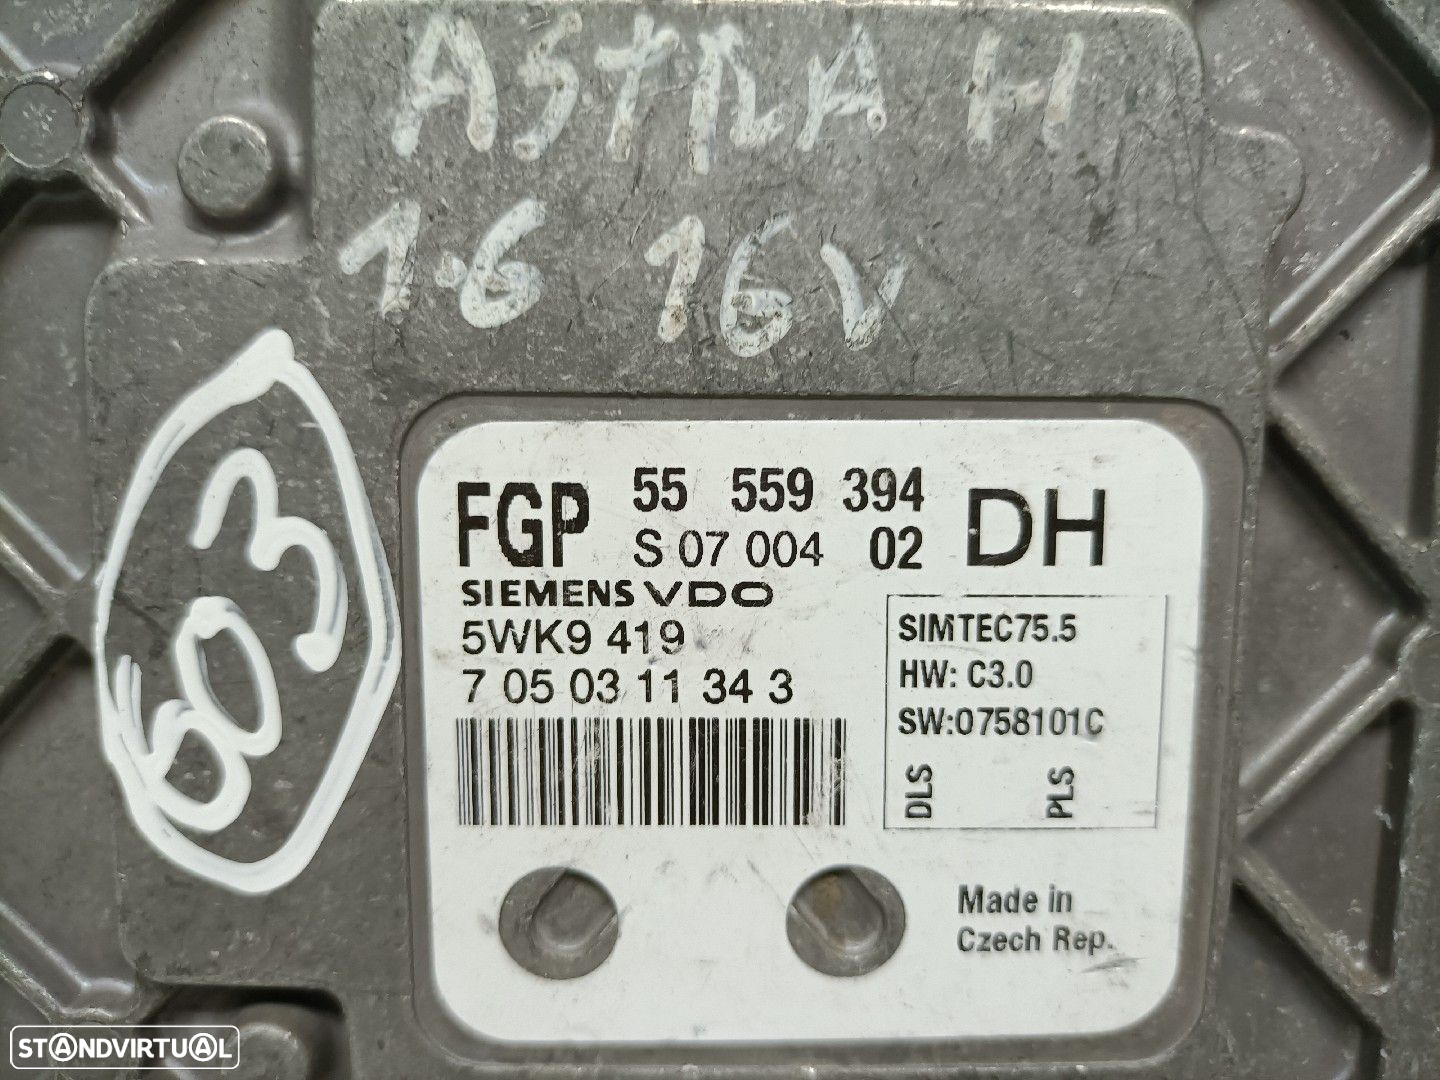 ASTRA H
1.6 16V
603
FGP 55 559 394 DH
S 07 004 02
SIEMENS VDO
5WK9 419
7 05 03 11 34 3
SIMTEC75.5
HW: C3.0
SW:0758101C
DLS PLS
Made in
Czech Rep.
STANDVIRTUAL